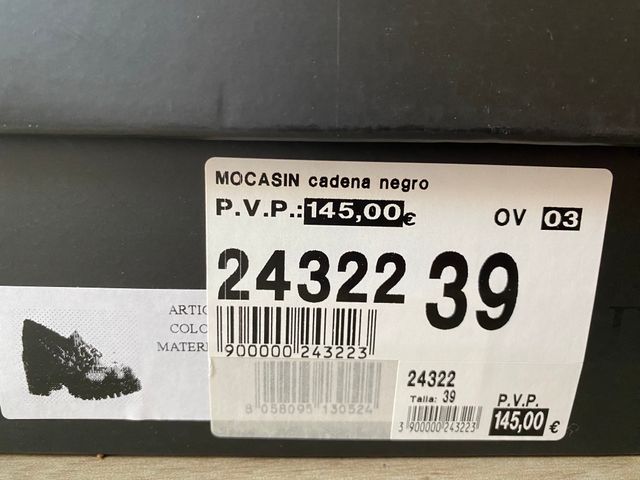 MOCASIN cadena negro
P.V.P.: 145,00€
OV 03
24322 39
900000 243223
ARTIC
COLO
MATERI
8 058095 130524
24322
Talla: 39
3 900000 243223
P.V.P.
145,00 €